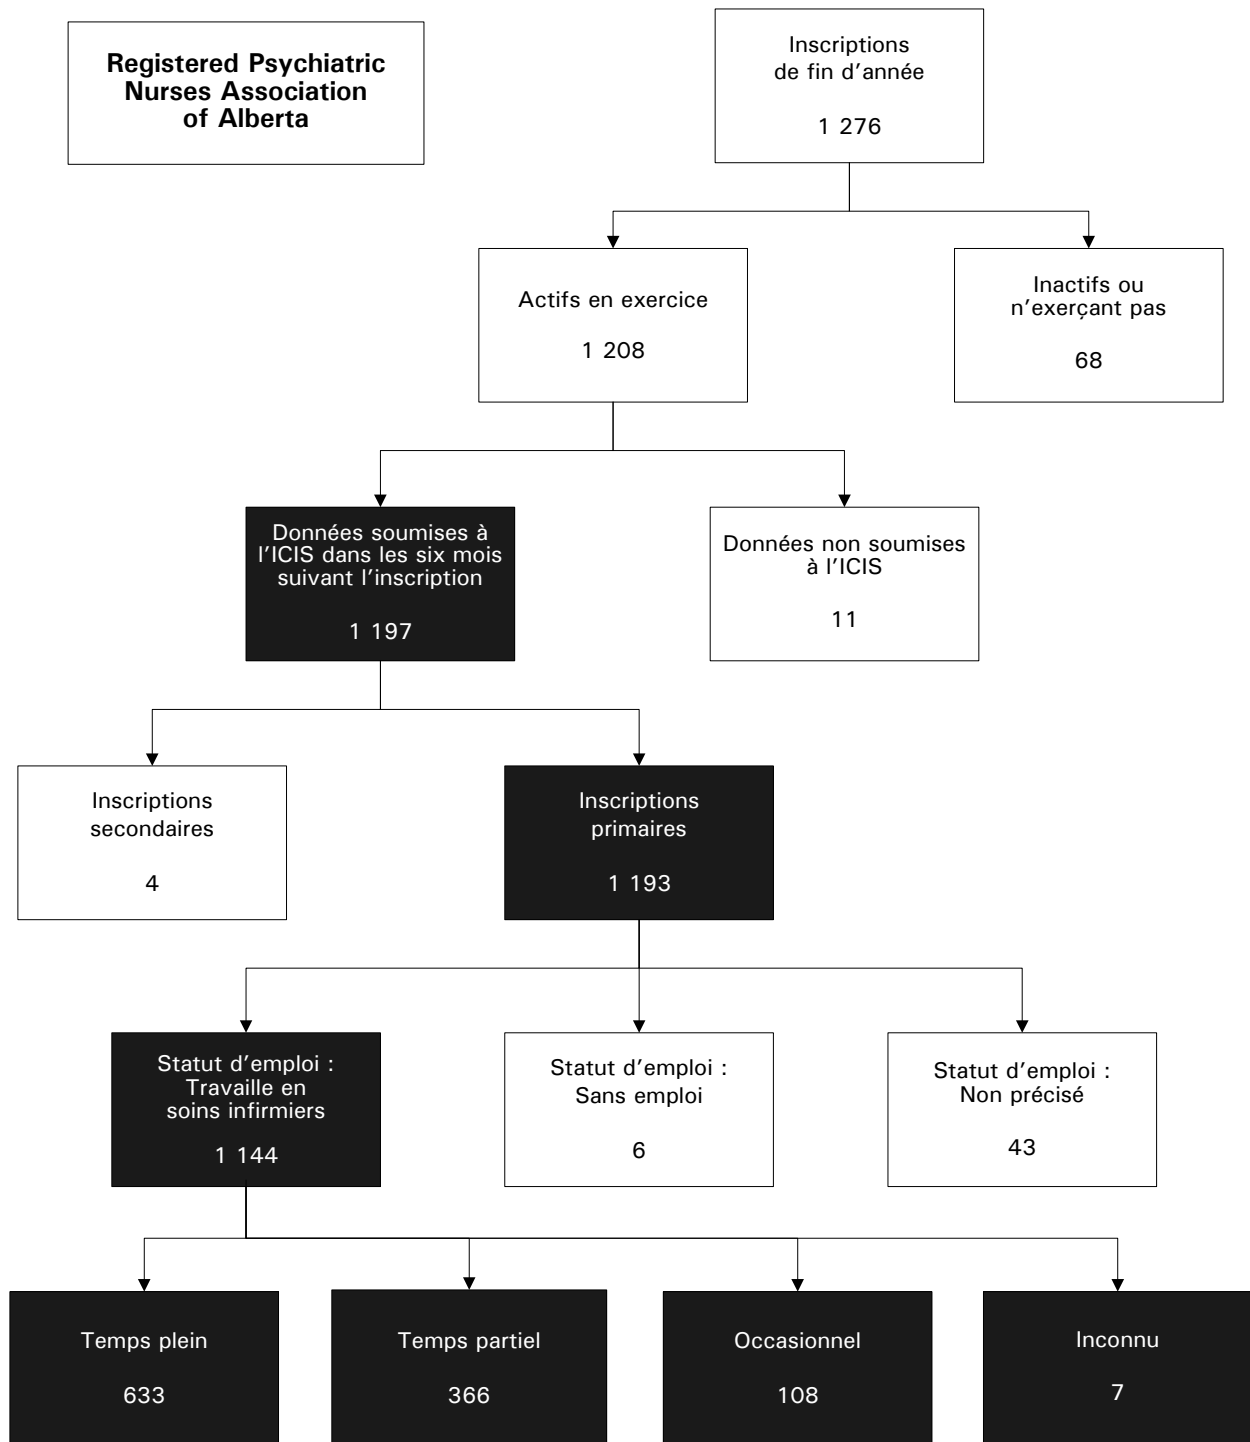 Registered Psychiatric
Nurses Association
of Alberta
Inscriptions
de fin d'année
1 276
Actifs en exercice
1 208
Inactifs ou
n'exerçant pas
68
Données soumises à
l'ICIS dans les six mois
suivant l'inscription
1 197
Données non soumises
à l'ICIS
11
Inscriptions
secondaires
4
Inscriptions
primaires
1 193
Statut d'emploi :
Travaille en
soins infirmiers
1 144
Statut d'emploi :
Sans emploi
6
Statut d'emploi :
Non précisé
43
Temps plein
633
Temps partiel
366
Occasionnel
108
Inconnu
7